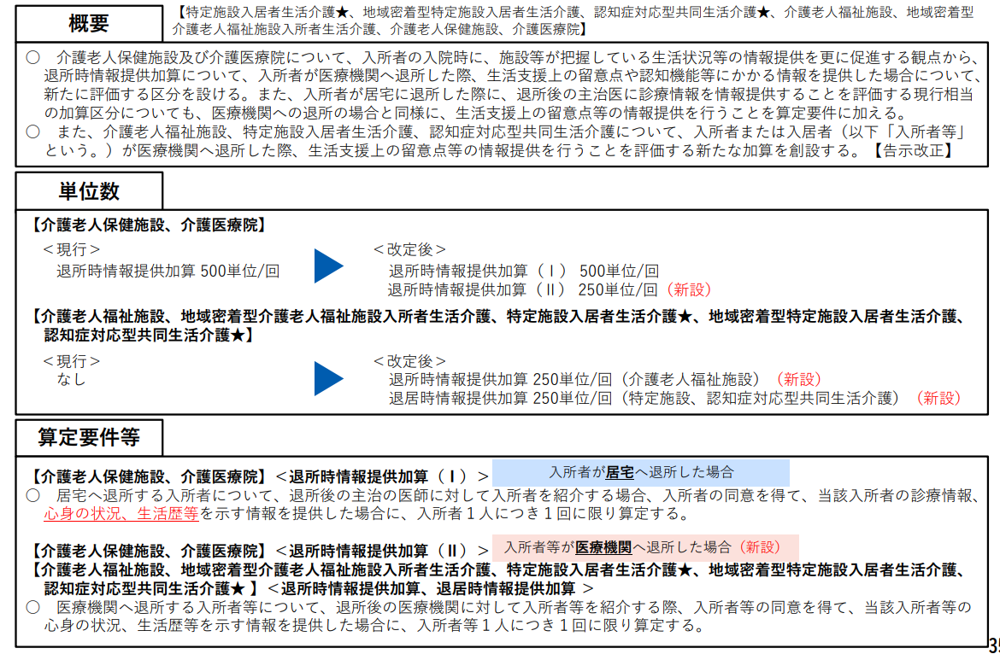 概要
【特定施設入居者生活介護★、地域密着型特定施設入居者生活介護、認知症対応型共同生活介護★、介護老人福祉施設、地域密着型
介護老人福祉施設入所者生活介護、介護老人保健施設、介護医療院】
○　介護老人保健施設及び介護医療院について、入所者の入院時に、施設等が把握している生活状況等の情報提供を更に促進する観点から、
退所時情報提供加算について、入所者が医療機関へ退所した際、生活支援上の留意点や認知機能等にかかる情報を提供した場合について、
新たに評価する区分を設ける。また、入所者が居宅に退所した際に、退所後の主治医に診療情報を情報提供することを評価する現行相当
の加算区分についても、医療機関への退所の場合と同様に、生活支援上の留意点等の情報提供を行うことを算定要件に加える。
○　また、介護老人福祉施設、特定施設入居者生活介護、認知症対応型共同生活介護について、入所者または入居者（以下「入所者等」
という。）が医療機関へ退所した際、生活支援上の留意点等の情報提供を行うことを評価する新たな加算を創設する。【告示改正】
単位数
【介護老人保健施設、介護医療院】
＜現行＞
退所時情報提供加算 500単位/回
＜改定後＞
退所時情報提供加算（Ⅰ） 500単位/回
退所時情報提供加算（Ⅱ） 250単位/回（新設）
【介護老人福祉施設、地域密着型介護老人福祉施設入所者生活介護、特定施設入居者生活介護★、地域密着型特定施設入居者生活介護、
認知症対応型共同生活介護★】
＜現行＞
なし
＜改定後＞
退所時情報提供加算 250単位/回（介護老人福祉施設）（新設）
退居時情報提供加算 250単位/回（特定施設、認知症対応型共同生活介護）（新設）
算定要件等
【介護老人保健施設、介護医療院】＜退所時情報提供加算（Ⅰ）＞ 入所者が居宅へ退所した場合
○　居宅へ退所する入所者について、退所後の主治の医師に対して入所者を紹介する場合、入所者の同意を得て、当該入所者の診療情報、
心身の状況、生活歴等を示す情報を提供した場合に、入所者１人につき１回に限り算定する。
【介護老人保健施設、介護医療院】＜退所時情報提供加算（Ⅱ）＞ 入所者等が医療機関へ退所した場合（新設）
【介護老人福祉施設、地域密着型介護老人福祉施設入所者生活介護、特定施設入居者生活介護★、地域密着型特定施設入居者生活介護、
認知症対応型共同生活介護★ 】＜退所時情報提供加算、退居時情報提供加算 ＞
○　医療機関へ退所する入所者等について、退所後の医療機関に対して入所者等を紹介する際、入所者等の同意を得て、当該入所者等の
心身の状況、生活歴等を示す情報を提供した場合に、入所者等１人につき１回に限り算定する。